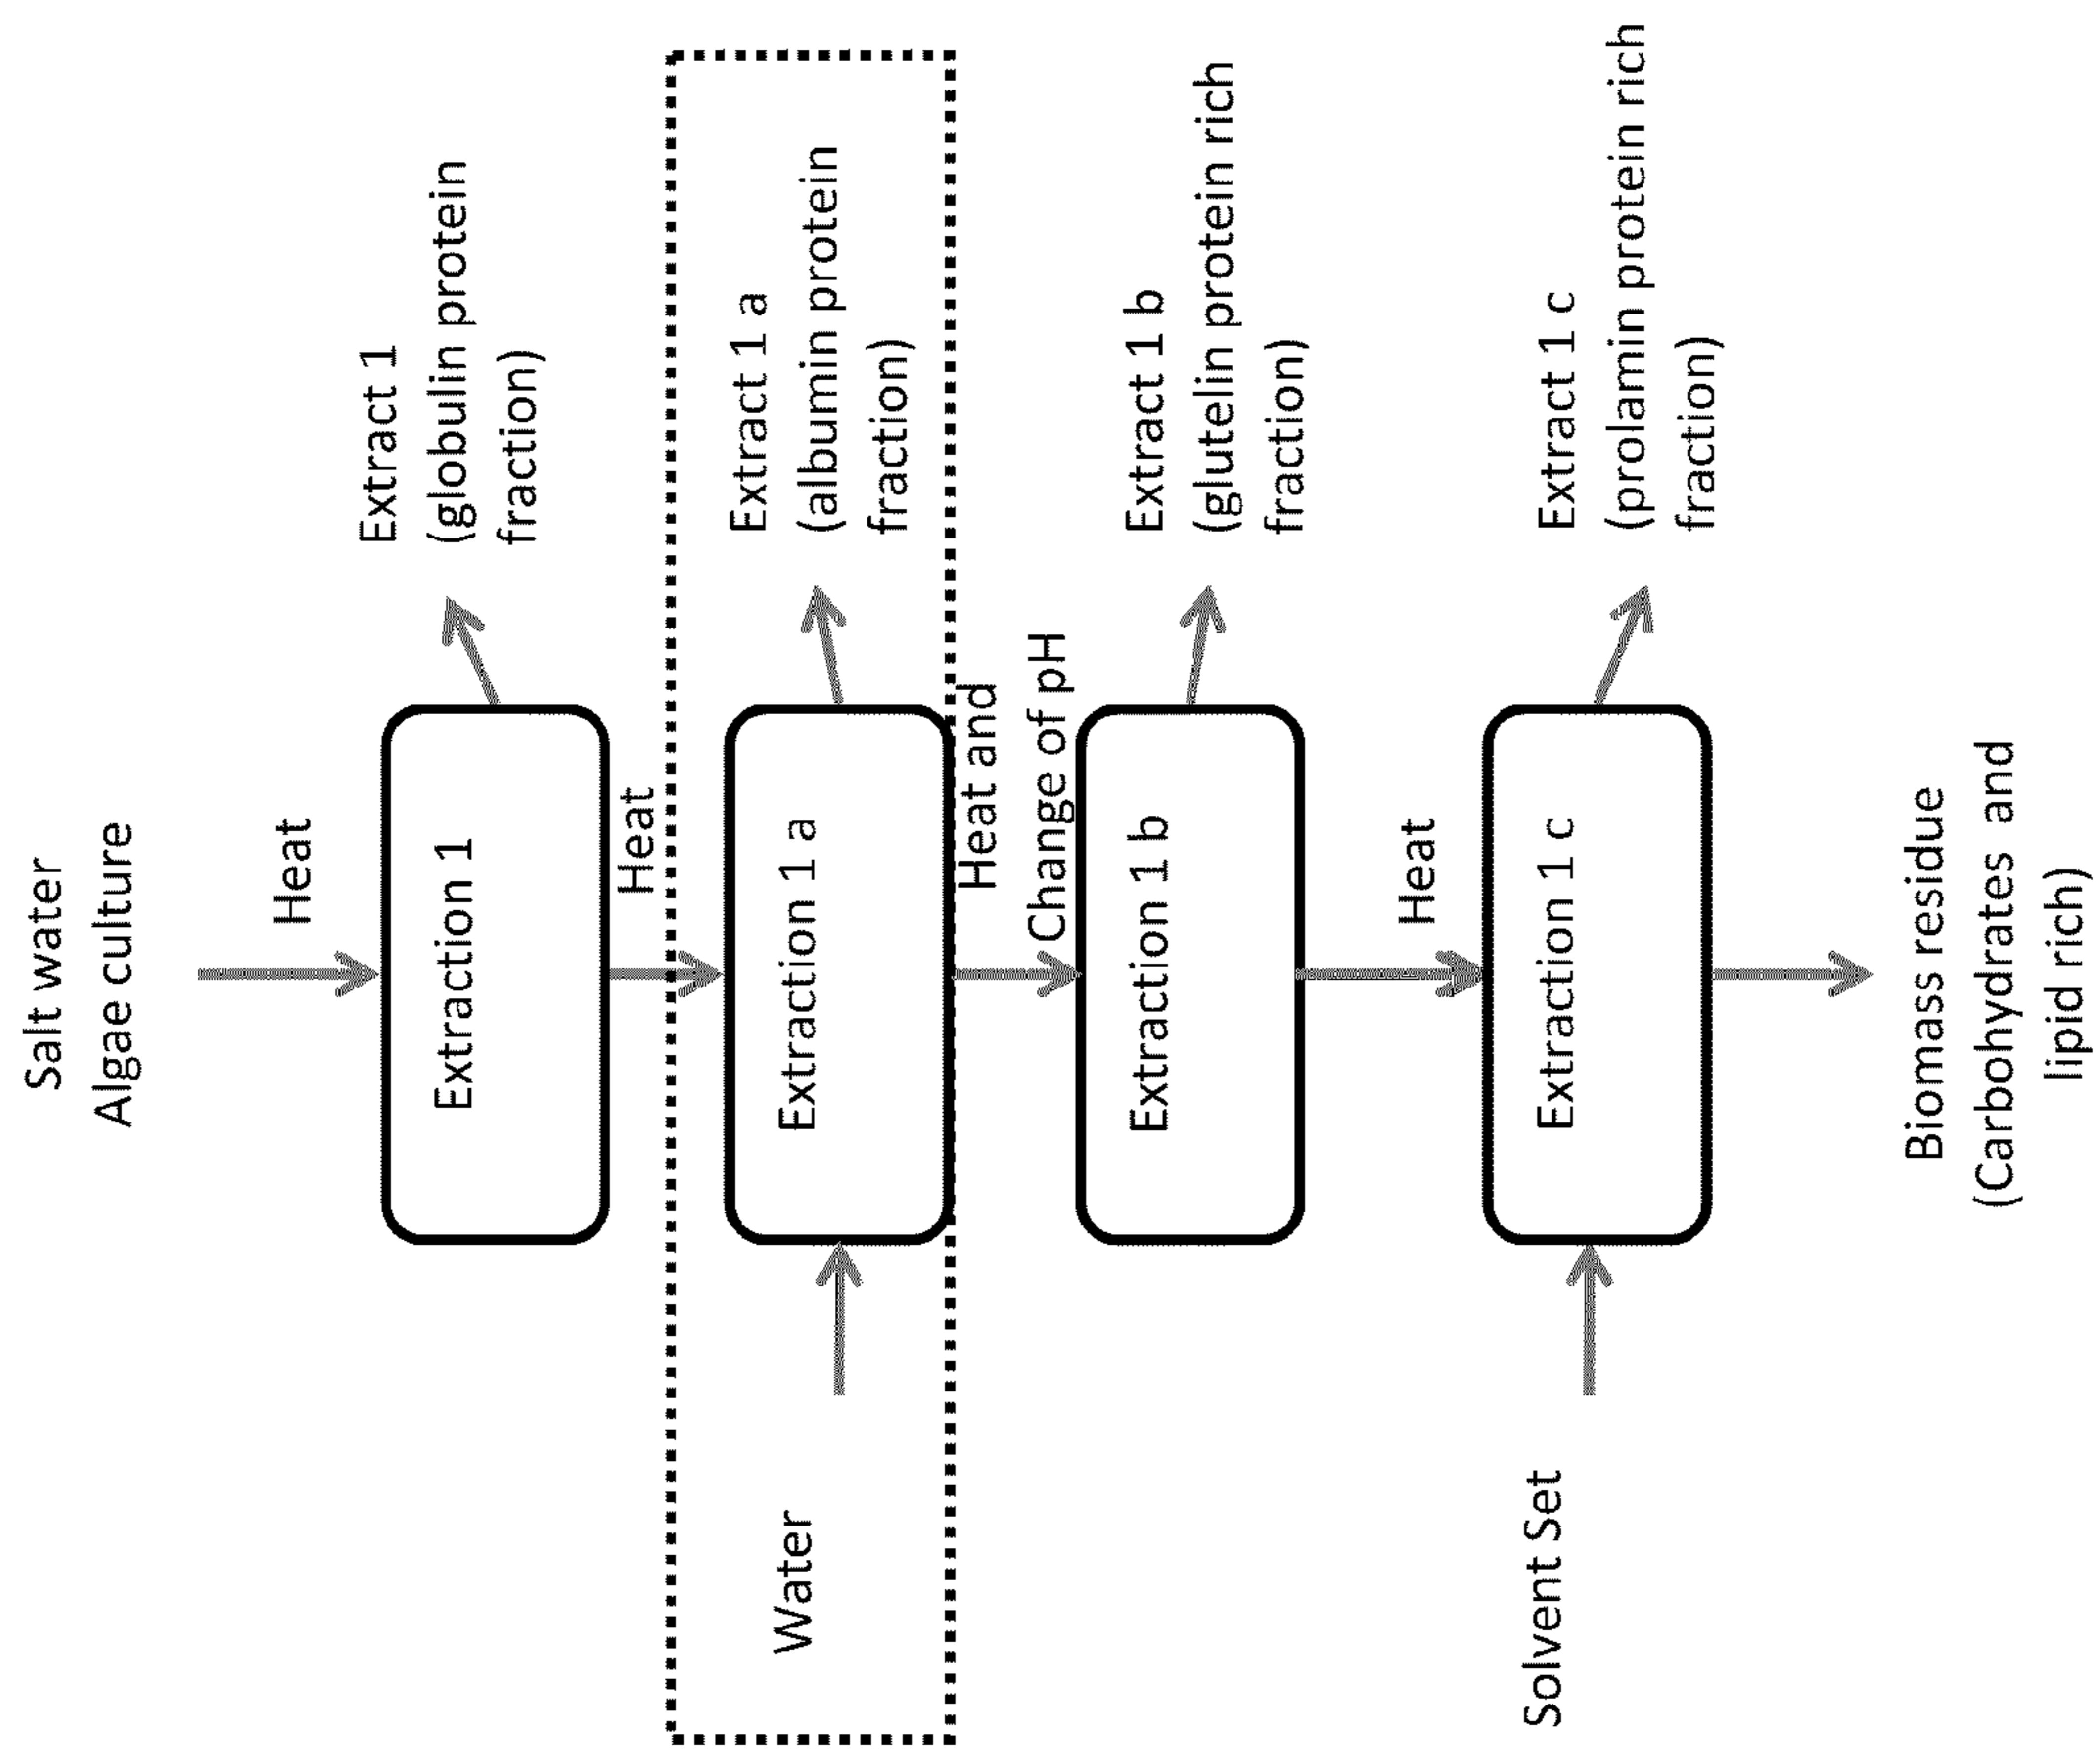 Salt water
Algae culture
Heat
Extraction 1
Extract 1
(globulin protein
fraction)
Heat
Water
Extraction 1 a
Extract 1 a
(albumin protein
fraction)
Heat and
Change of pH
Extraction 1 b
Extract 1 b
(glutelin protein rich
fraction)
Heat
Solvent Set
Extraction 1 c
Extract 1 c
(prolamin protein rich
fraction)
Biomass residue
(Carbohydrates and
lipid rich)